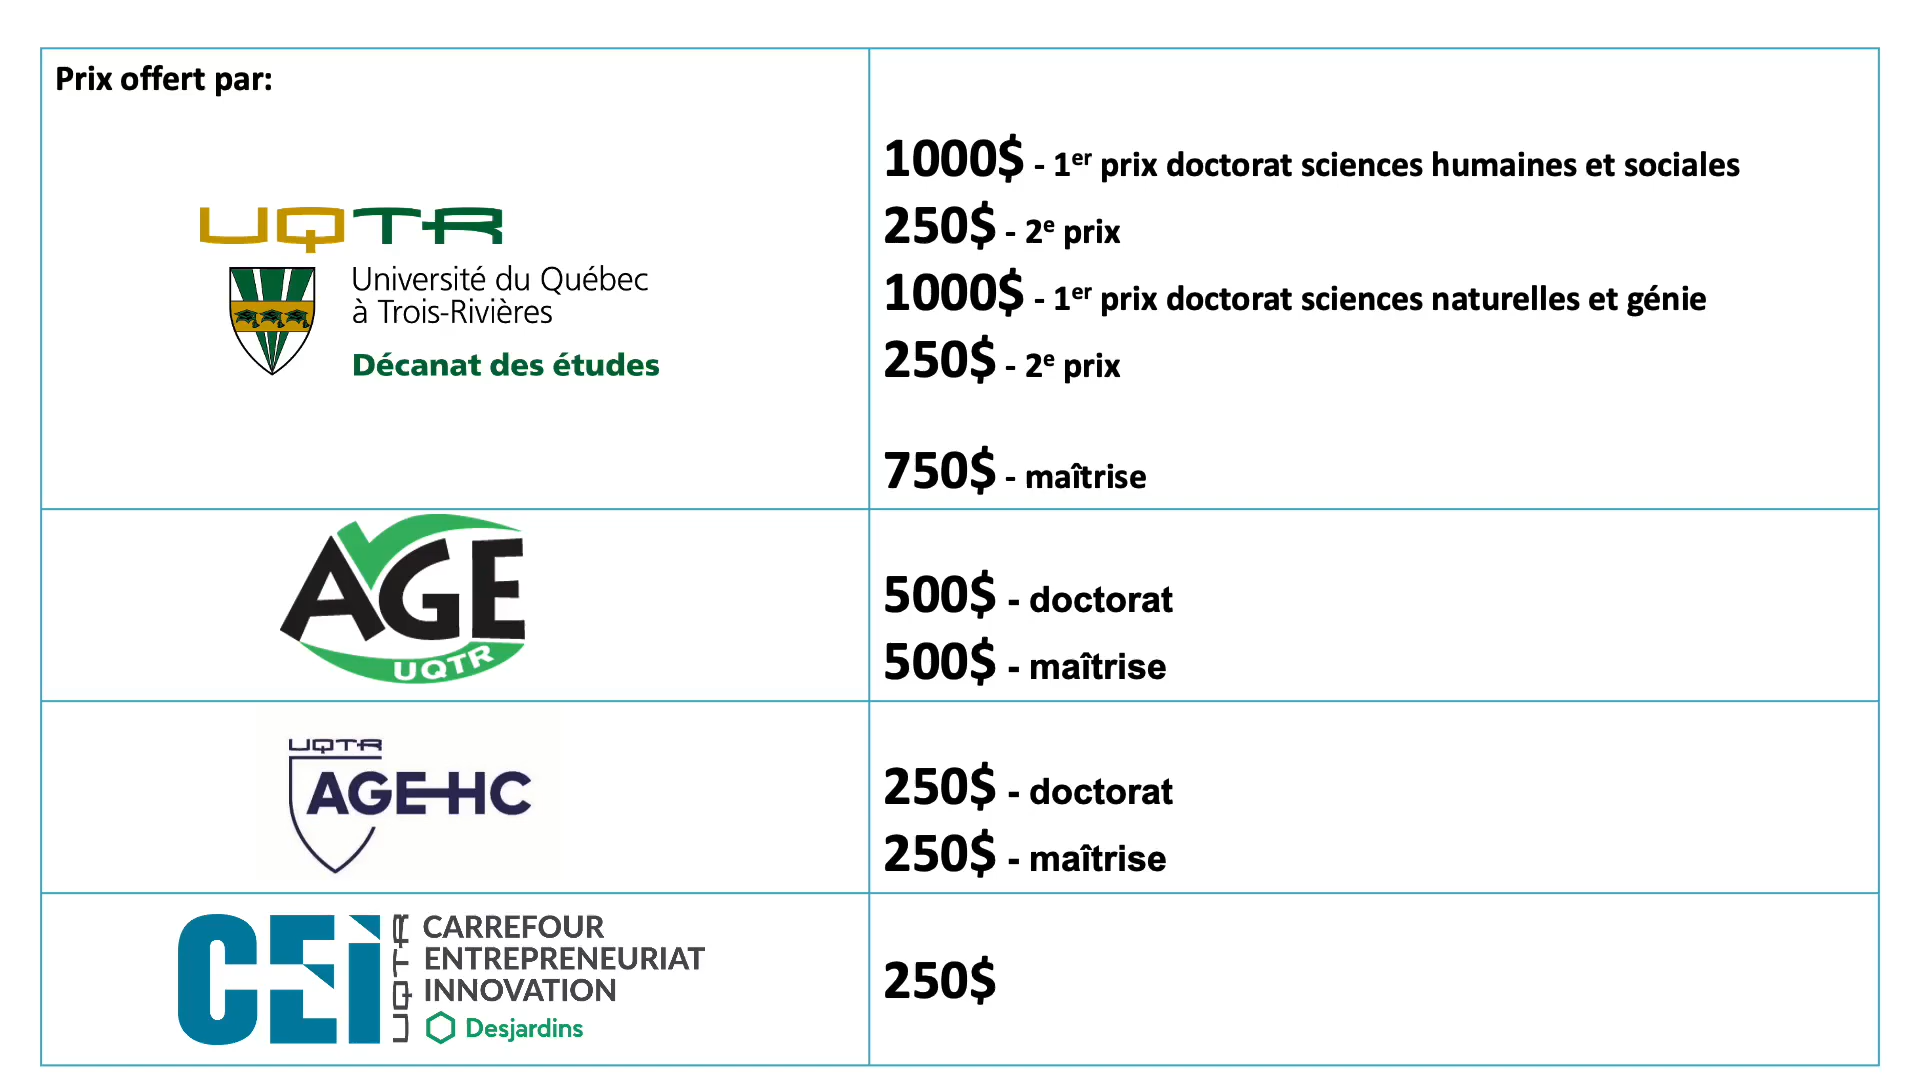 Prix offert par:
UQTR
Université du Québec
à Trois-Rivières
Décanat des études
1000$ - 1er prix doctorat sciences humaines et sociales
250$ - 2e prix
1000$ - 1er prix doctorat sciences naturelles et génie
250$ - 2e prix
750$ - maîtrise
AGE
UQTR
500$ - doctorat
500$ - maîtrise
UQTR
AGE-HC
250$ - doctorat
250$ - maîtrise
CEI
UQTR
CARREFOUR
ENTREPRENEURIAT
INNOVATION
Desjardins
250$